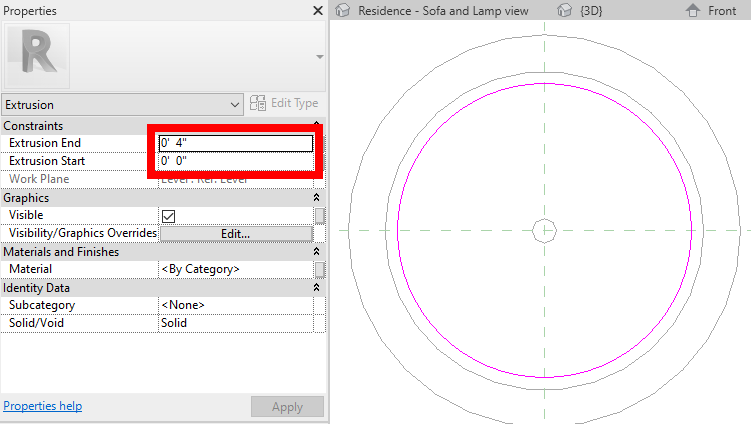 Properties
Residence - Sofa and Lamp view
{3D}
Front
R
Extrusion
Edit Type
Constraints
Extrusion End 0' 4"
Extrusion Start 0' 0"
Work Plane Level : Ref. Level
Graphics
Visible
Visibility/Graphics Overrides Edit...
Materials and Finishes
Material <By Category>
Identity Data
Subcategory <None>
Solid/Void Solid
Properties help
Apply